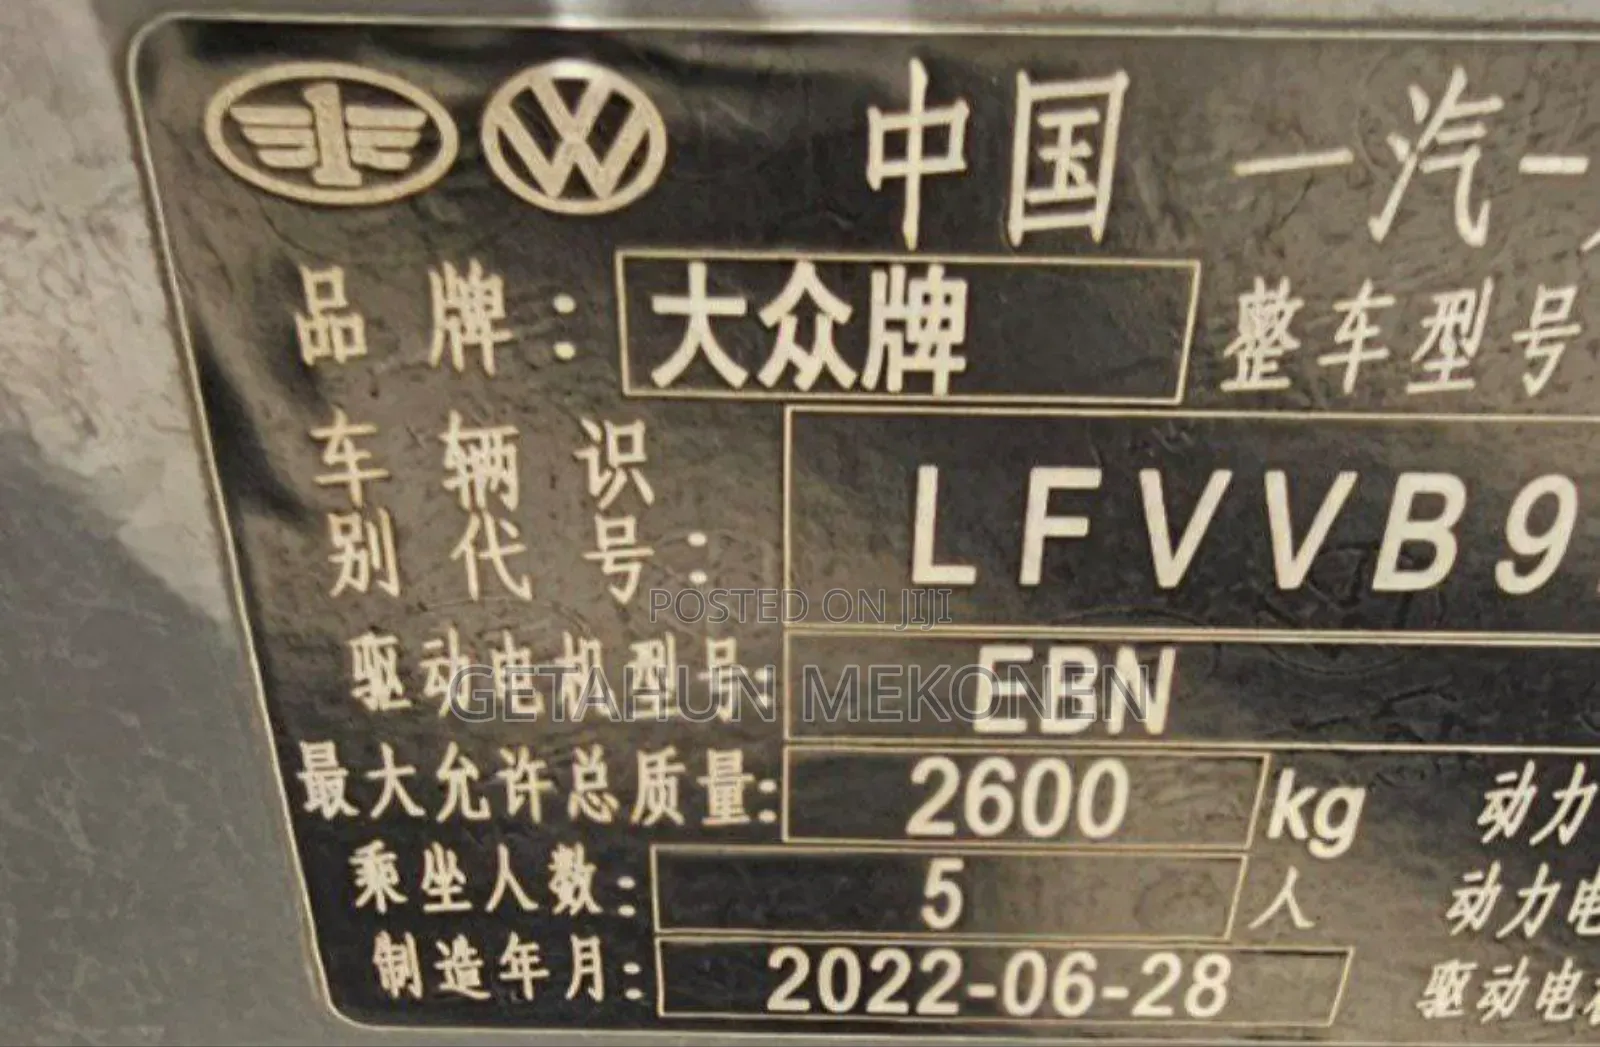 中国一汽-
品牌: 大众牌 整车型号
车辆识
别代号: LFVVB9
驱动电机型号: EBN
最大允许总质量: 2600 kg 动力
乘坐人数: 5 人 动力电
制造年月: 2022-06-28 驱动电机
POSTED ON JIJI
GETAHUN MEKONEN